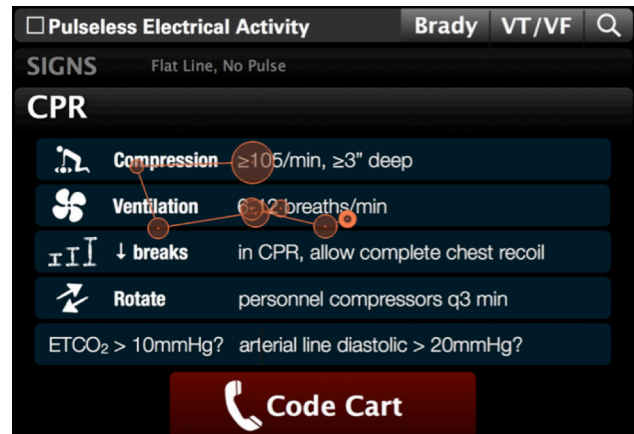 Pulseless Electrical Activity Brady VT/VF
SIGNS Flat Line, No Pulse
CPR
Compression ≥105/min, ≥3” deep
Ventilation 6-12 breaths/min
↓ breaks in CPR, allow complete chest recoil
Rotate personnel compressors q3 min
ETCO₂ > 10mmHg? arterial line diastolic > 20mmHg?
Code Cart